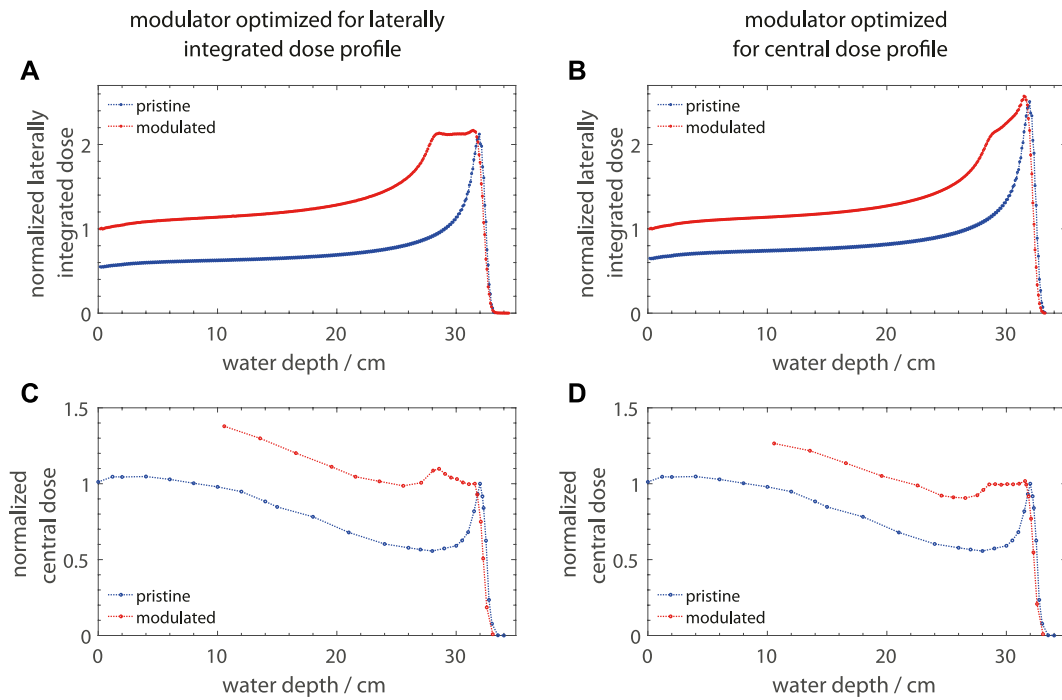 modulator optimized for laterally
integrated dose profile
modulator optimized
for central dose profile
A
pristine
modulated
normalized laterally
integrated dose
0
1
2
0
10
20
30
water depth / cm
B
pristine
modulated
normalized laterally
integrated dose
0
1
2
0
10
20
30
water depth / cm
C
normalized
central dose
0
0.5
1
1.5
pristine
modulated
0
10
20
30
water depth / cm
D
normalized
central dose
0
0.5
1
1.5
pristine
modulated
0
10
20
30
water depth / cm